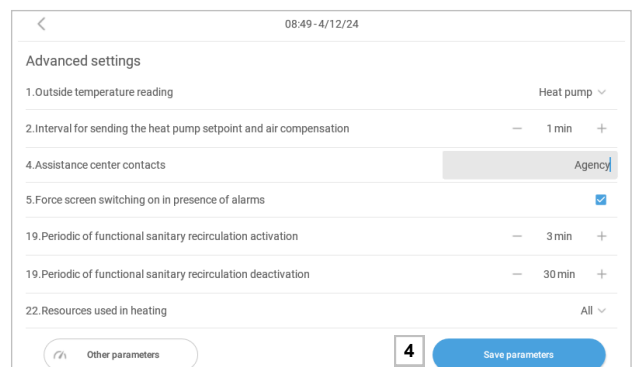 08:49-4/12/24
Advanced settings
1.Outside temperature reading Heat pump
2.Interval for sending the heat pump setpoint and air compensation — 1 min +
4.Assistance center contacts Agency
5.Force screen switching on in presence of alarms
19.Periodic of functional sanitary recirculation activation — 3 min +
19.Periodic of functional sanitary recirculation deactivation — 30 min +
22.Resources used in heating All
Other parameters 4 Save parameters